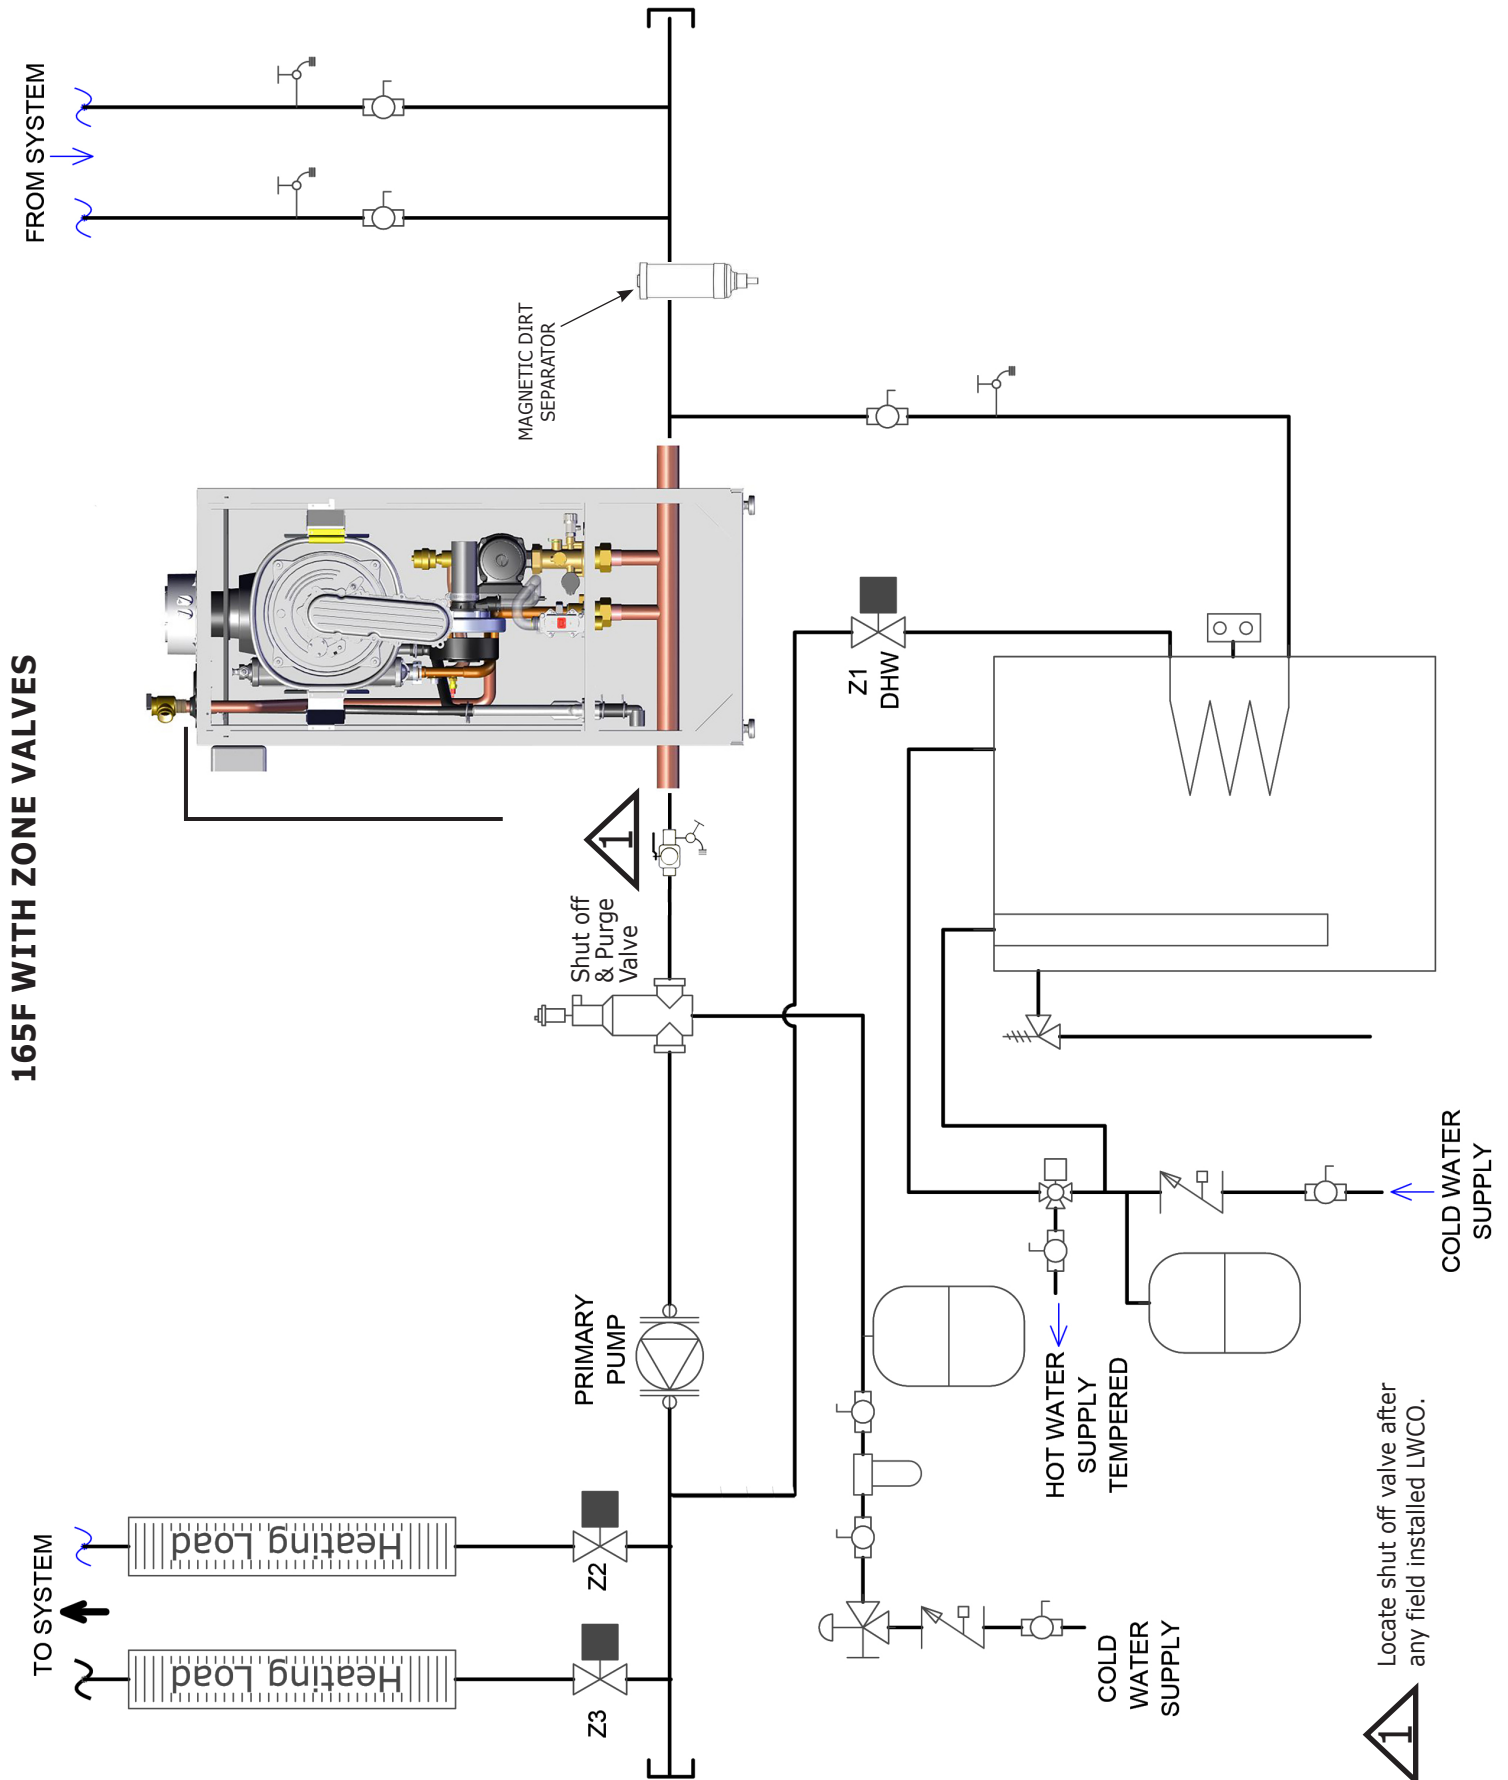 165F WITH ZONE VALVES
FROM SYSTEM
MAGNETIC DIRT
SEPARATOR
1
Shut off
& Purge
Valve
Z1
DHW
PRIMARY
PUMP
TO SYSTEM
Heating Load
Heating Load
Z2
Z3
HOT WATER
SUPPLY
TEMPERED
COLD WATER
SUPPLY
COLD
WATER
SUPPLY
1
Locate shut off valve after
any field installed LWCO.